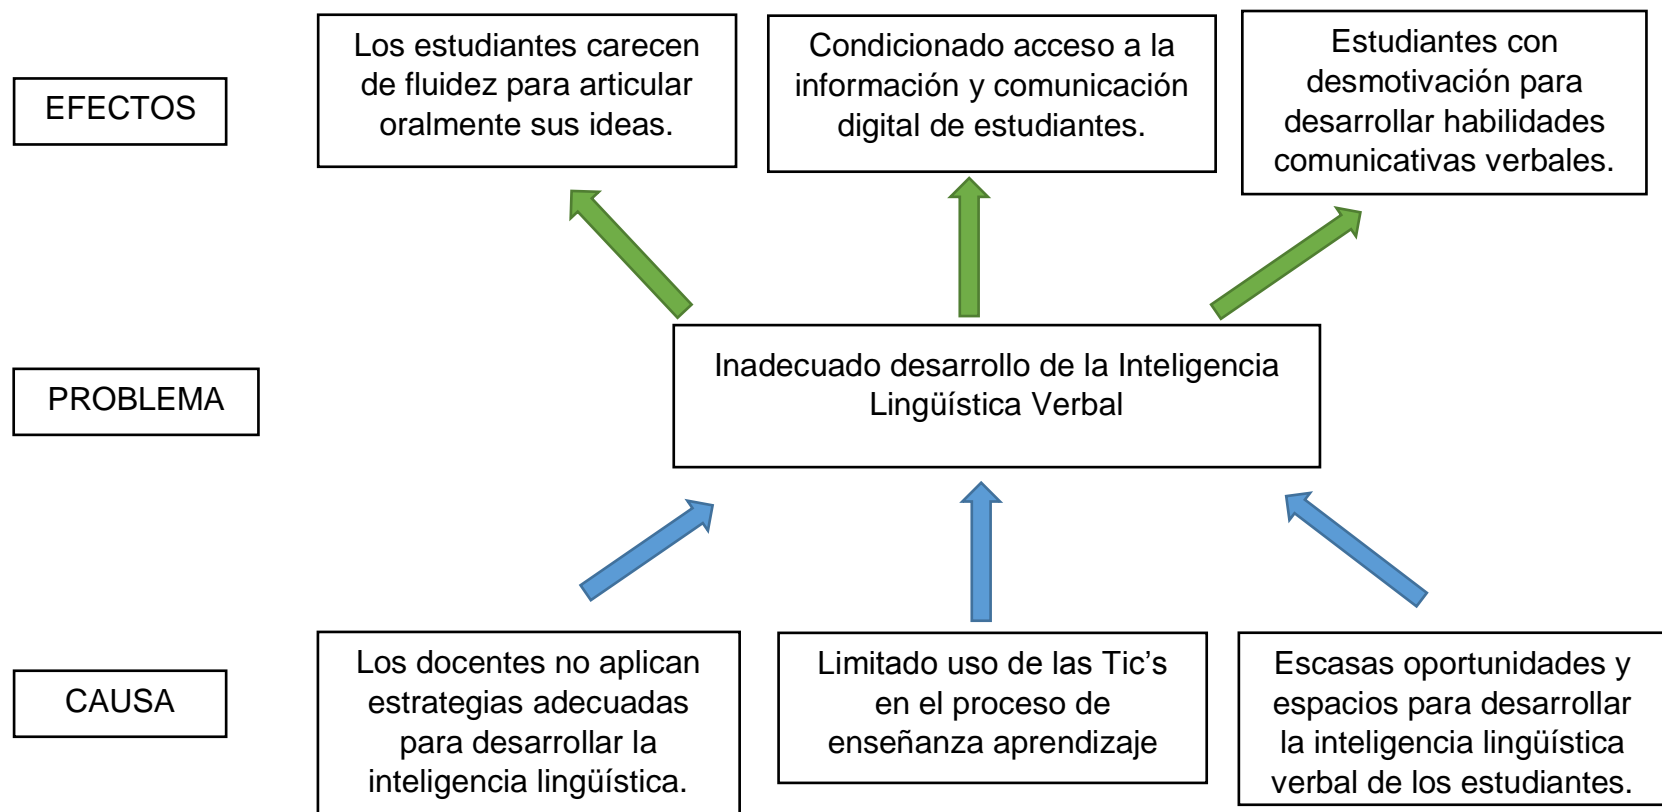 EFECTOS
Los estudiantes carecen
de fluidez para articular
oralmente sus ideas.
Condicionado acceso a la
información y comunicación
digital de estudiantes.
Estudiantes con
desmotivación para
desarrollar habilidades
comunicativas verbales.
PROBLEMA
Inadecuado desarrollo de la Inteligencia
Lingüística Verbal
CAUSA
Los docentes no aplican
estrategias adecuadas
para desarrollar la
inteligencia lingüística.
Limitado uso de las Tic’s
en el proceso de
enseñanza aprendizaje
Escasas oportunidades y
espacios para desarrollar
la inteligencia lingüística
verbal de los estudiantes.